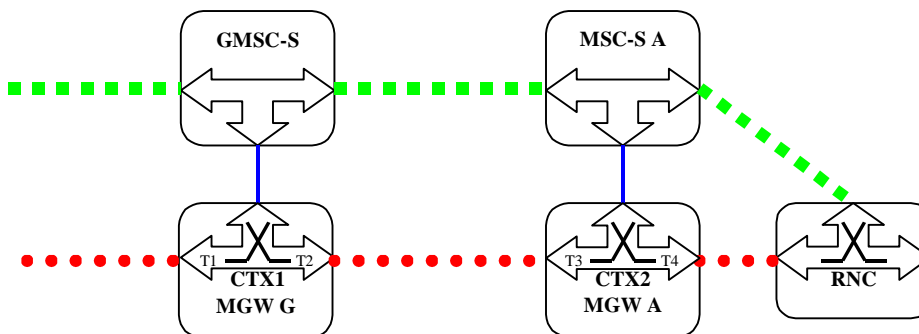 GMSC-S
MSC-S A
T1 T2
CTX1
MGW G
T3 T4
CTX2
MGW A
RNC